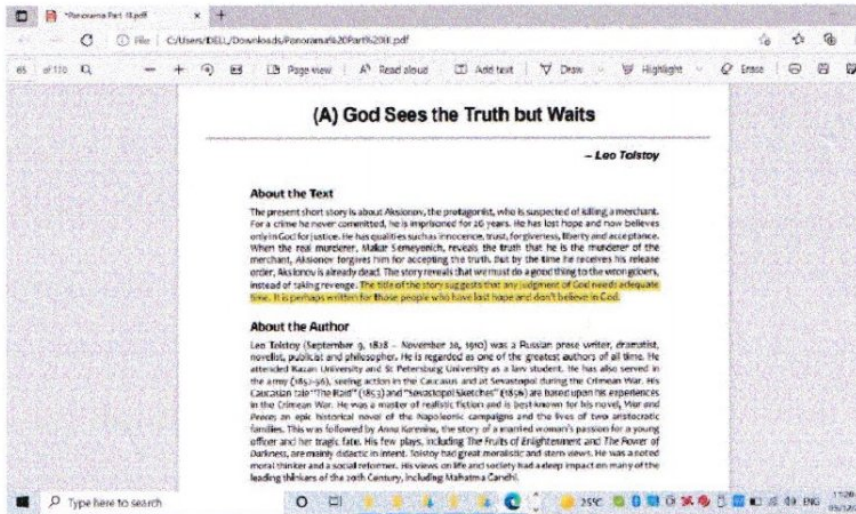 *Panorama Part III.pdf
File C:/Users/DELL/Downloads/Panorama%20Part%20III.pdf
65 of 110 Page view Read aloud Add text Draw Highlight Erase
(A) God Sees the Truth but Waits
– Leo Tolstoy
About the Text
The present short story is about Aksionov, the protagonist, who is suspected of killing a merchant.
For a crime he never committed, he is imprisoned for 26 years. He has lost hope and now believes
only in God for justice. He has qualities such as innocence, trust, forgiveness, liberty and acceptance.
When the real murderer, Makar Semeyonich, reveals the truth that he is the murderer of the
merchant, Aksionov forgives him for accepting the truth. But by the time he receives his release
order, Aksionov is already dead. The story reveals that we must do a good thing to the wrongdoers,
instead of taking revenge. The title of the story suggests that any judgment of God needs adequate
time. It is perhaps written for those people who have lost hope and don't believe in God.
About the Author
Leo Tolstoy (September 9, 1828 – November 20, 1910) was a Russian prose writer, dramatist,
novelist, publicist and philosopher. He is regarded as one of the greatest authors of all time. He
attended Kazan University and St Petersburg University as a law student. He has also served in
the army (1852-56), seeing action in the Caucasus and at Sevastopol during the Crimean War. His
Caucasian tale "The Raid" (1853) and "Sevastopol Sketches" (1856) are based upon his experiences
in the Crimean War. He was a master of realistic fiction and is best known for his novel, War and
Peace; an epic historical novel of the Napoleonic campaigns and the lives of two aristocratic
families. This was followed by Anna Karenina, the story of a married woman's passion for a young
officer and her tragic fate. His few plays, including The Fruits of Enlightenment and The Power of
Darkness, are mainly didactic in intent. Tolstoy had great moralistic and stern views. He was a noted
moral thinker and a social reformer. His views on life and society had a deep impact on many of the
leading thinkers of the 20th Century, including Mahatma Gandhi.
Type here to search 25°C ENG